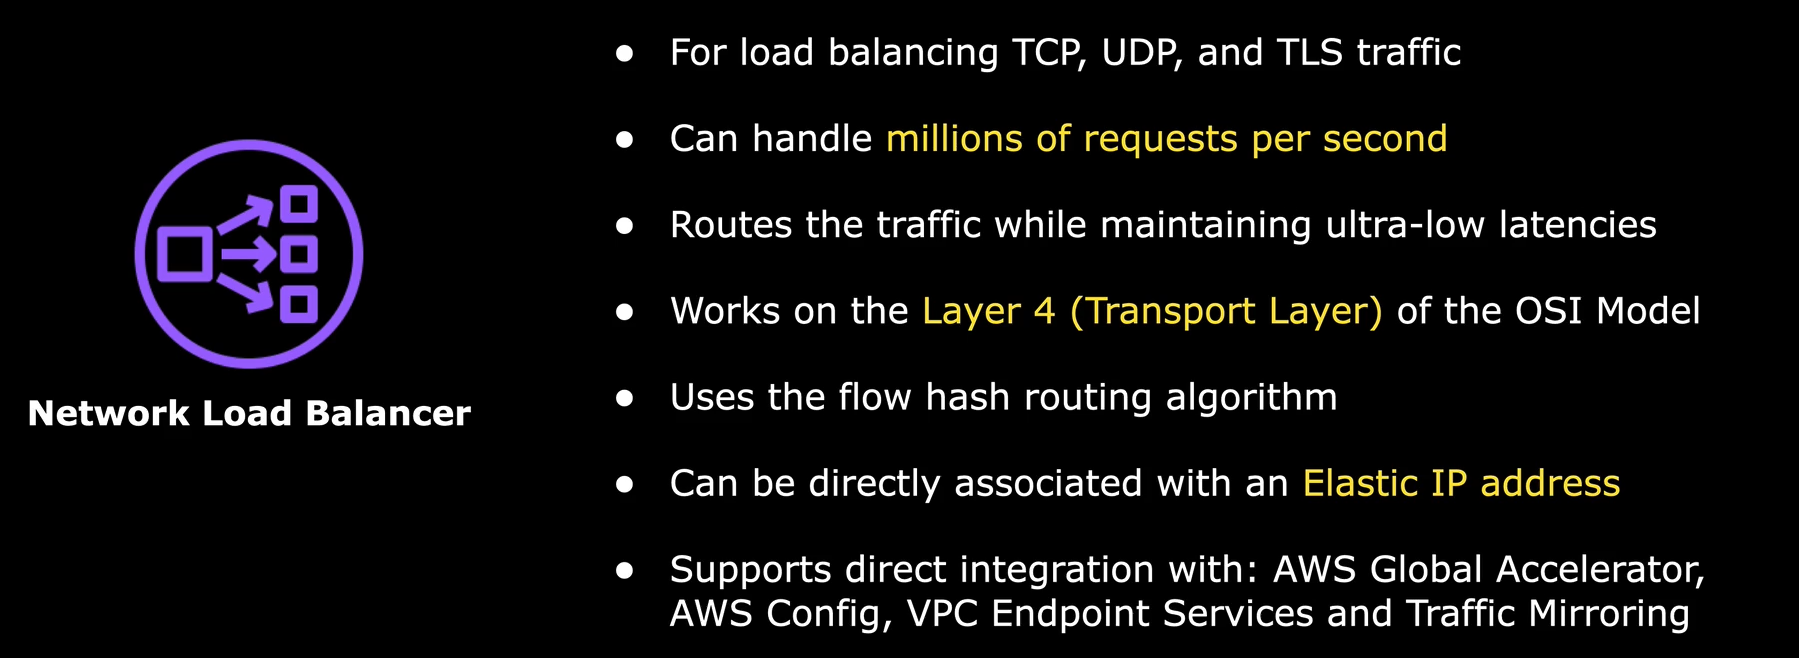 Network Load Balancer
● For load balancing TCP, UDP, and TLS traffic
● Can handle millions of requests per second
● Routes the traffic while maintaining ultra-low latencies
● Works on the Layer 4 (Transport Layer) of the OSI Model
● Uses the flow hash routing algorithm
● Can be directly associated with an Elastic IP address
● Supports direct integration with: AWS Global Accelerator,
AWS Config, VPC Endpoint Services and Traffic Mirroring